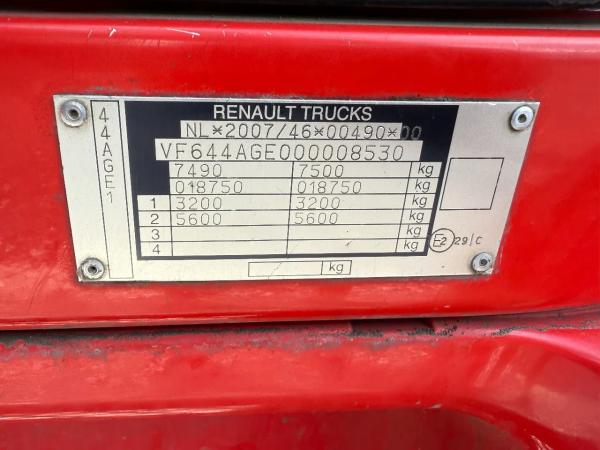 44AGE1
RENAULT TRUCKS
NL*2007/46*00490*00
VF644AGE000008530
7490 7500 kg
018750 018750 kg
1 3200 3200 kg
2 5600 5600 kg
3 kg
4 kg
E2 29/C
kg